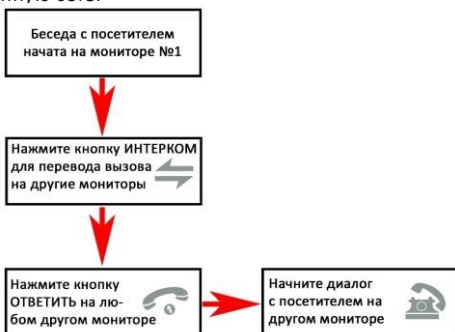 Беседа с посетителем
начата на мониторе №1
Нажмите кнопку ИНТЕРКОМ
для перевода вызова
на другие мониторы
Нажмите кнопку
ОТВЕТИТЬ на лю-
бом другом мониторе
Начните диалог
с посетителем на
другом мониторе